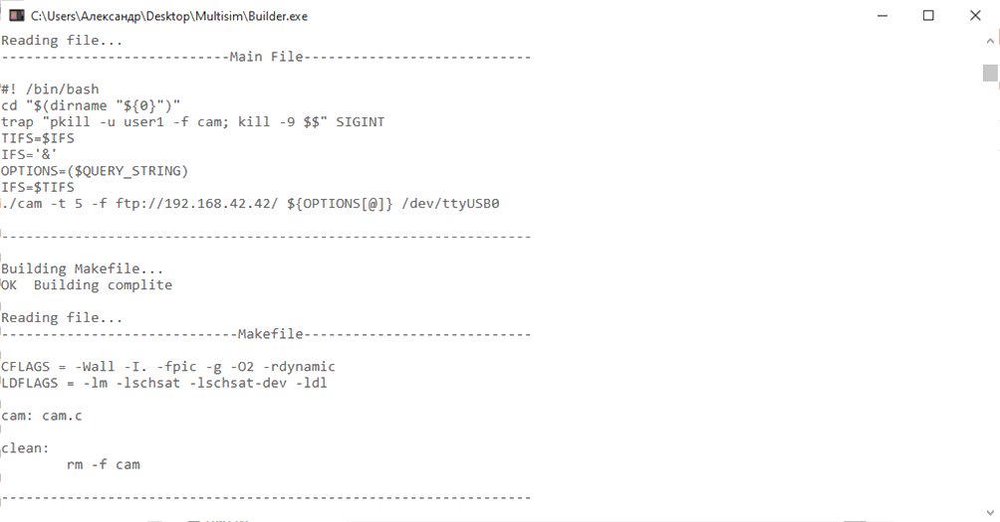 C:\Users\Александр\Desktop\Multisim\Builder.exe
Reading file...
----------------------------Main File----------------------------
#! /bin/bash
cd "$(dirname "${0}")"
trap "pkill -u user1 -f cam; kill -9 $$" SIGINT
TIFS=$IFS
IFS='&'
OPTIONS=($QUERY_STRING)
IFS=$TIFS
./cam -t 5 -f ftp://192.168.42.42/ ${OPTIONS[@]} /dev/ttyUSB0
-----------------------------------------------------------------
Building Makefile...
OK  Building complite
Reading file...
-----------------------------Makefile----------------------------
CFLAGS = -Wall -I. -fpic -g -O2 -rdynamic
LDFLAGS = -lm -lschsat -lschsat-dev -ldl
cam: cam.c
clean:
        rm -f cam
-----------------------------------------------------------------